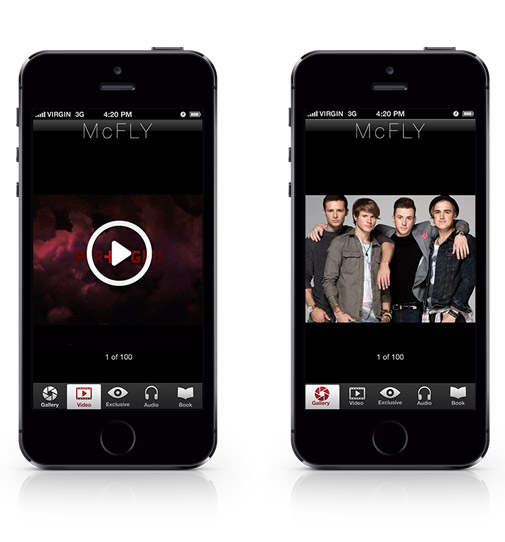 VIRGIN 3G 4:20 PM
McFLY
1 of 100
Gallery Video Exclusive Audio Book
VIRGIN 3G 4:20 PM
McFLY
1 of 100
Gallery Video Exclusive Audio Book